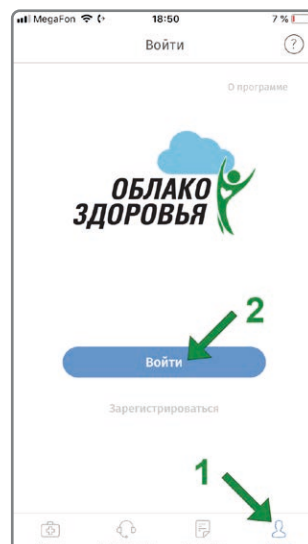 MegaFon 18:50 7 %
Войти ?
О программе
ОБЛАКО
ЗДОРОВЬЯ
2
Войти
Зарегистрироваться
1